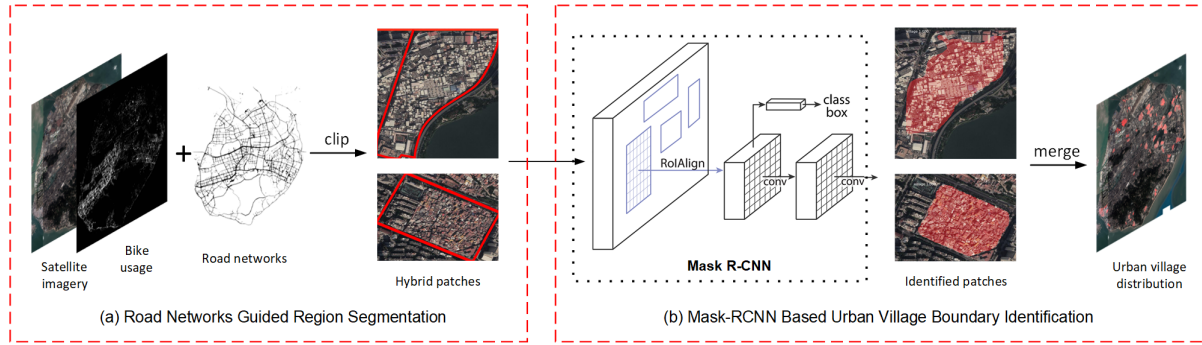 Satellite
imagery
Bike
usage
+
Road networks
clip
Hybrid patches
(a) Road Networks Guided Region Segmentation
RoIAlign
class
box
conv
conv
Mask R-CNN
Identified patches
merge
Urban village
distribution
(b) Mask-RCNN Based Urban Village Boundary Identification